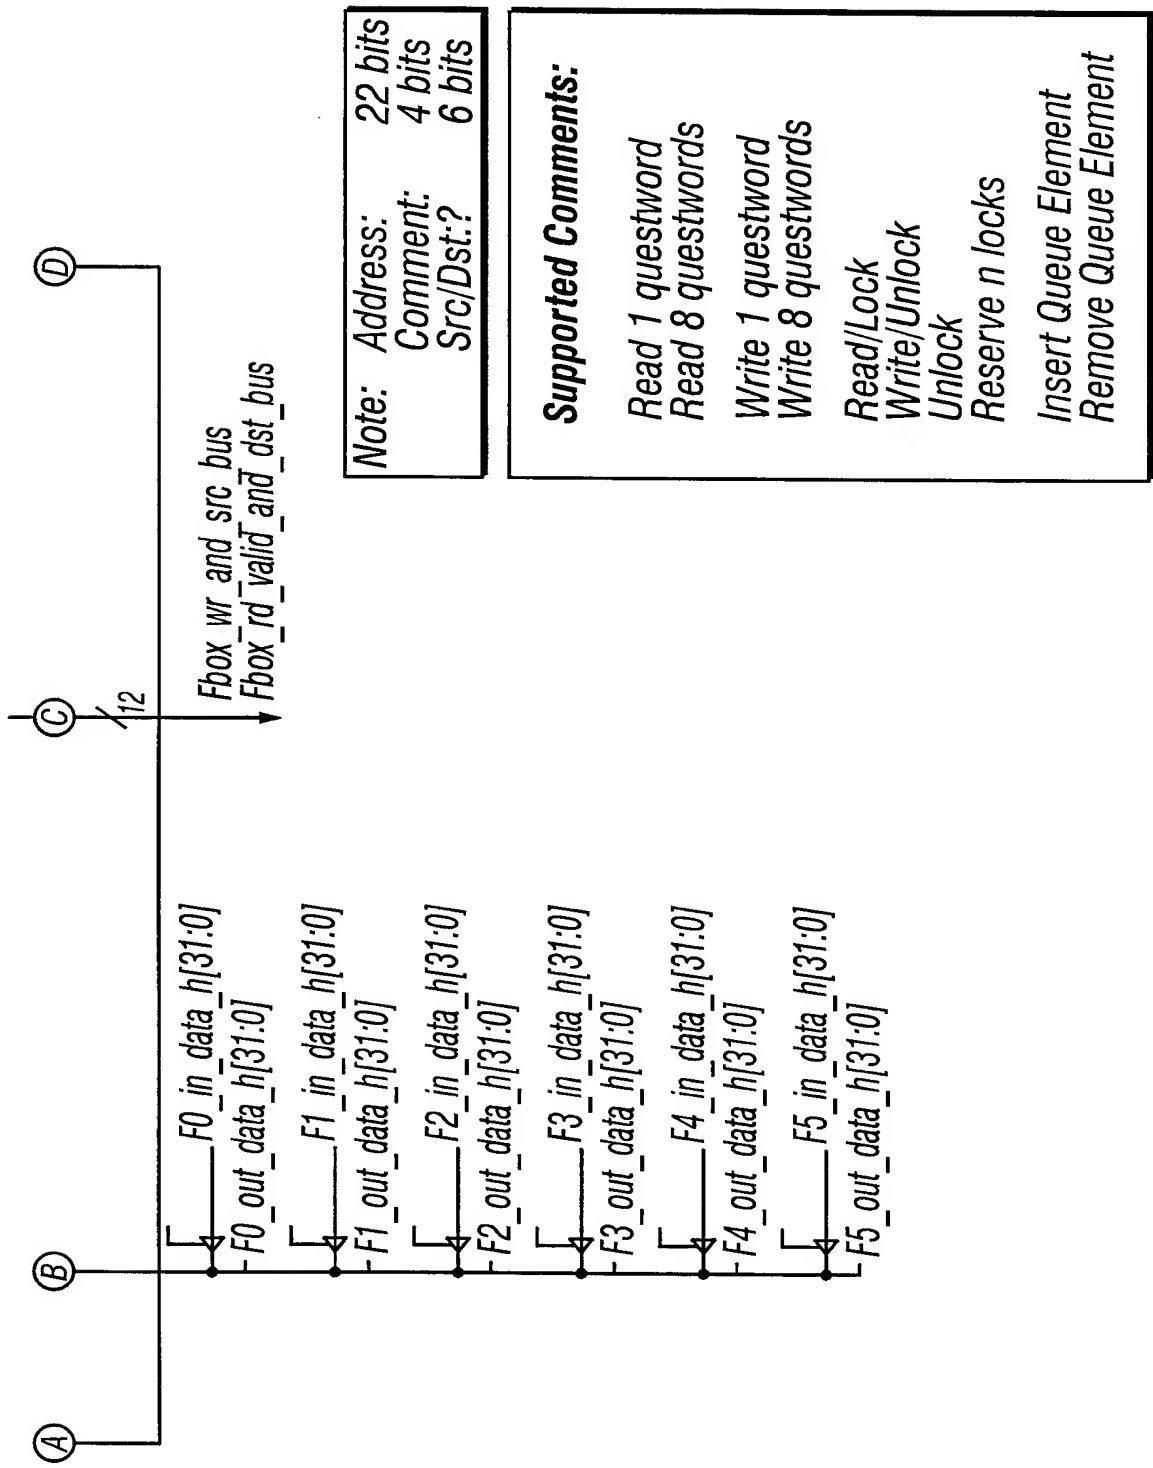 A
B
C
D
12
Fbox_wr_and_src_bus
Fbox_rd_valid_and_dst_bus
F0_in_data_h[31:0]
F0_out_data_h[31:0]
F1_in_data_h[31:0]
F1_out_data_h[31:0]
F2_in_data_h[31:0]
F2_out_data_h[31:0]
F3_in_data_h[31:0]
F3_out_data_h[31:0]
F4_in_data_h[31:0]
F4_out_data_h[31:0]
F5_in_data_h[31:0]
F5_out_data_h[31:0]
Note: Address: 22 bits
Comment: 4 bits
Src/Dst:? 6 bits
Supported Comments:
Read 1 questword
Read 8 questwords
Write 1 questword
Write 8 questwords
Read/Lock
Write/Unlock
Unlock
Reserve n locks
Insert Queue Element
Remove Queue Element